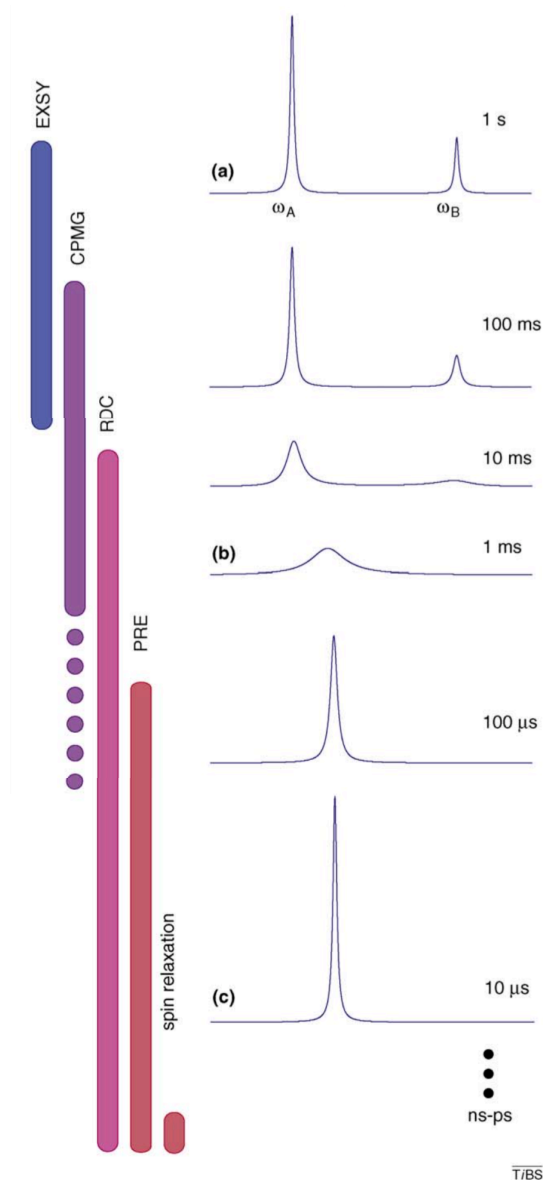 EXSY
CPMG
RDC
PRE
spin relaxation
1 s
(a)
ωA
ωB
100 ms
10 ms
(b)
1 ms
100 μs
(c)
10 μs
ns-ps
TiBS